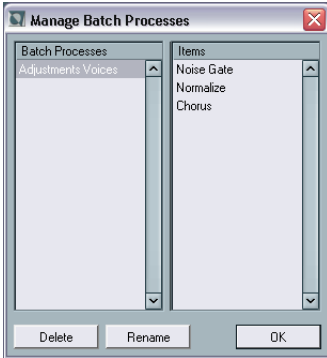 Manage Batch Processes
Batch Processes
Items
Adjustments Voices
Noise Gate
Normalize
Chorus
Delete
Rename
OK